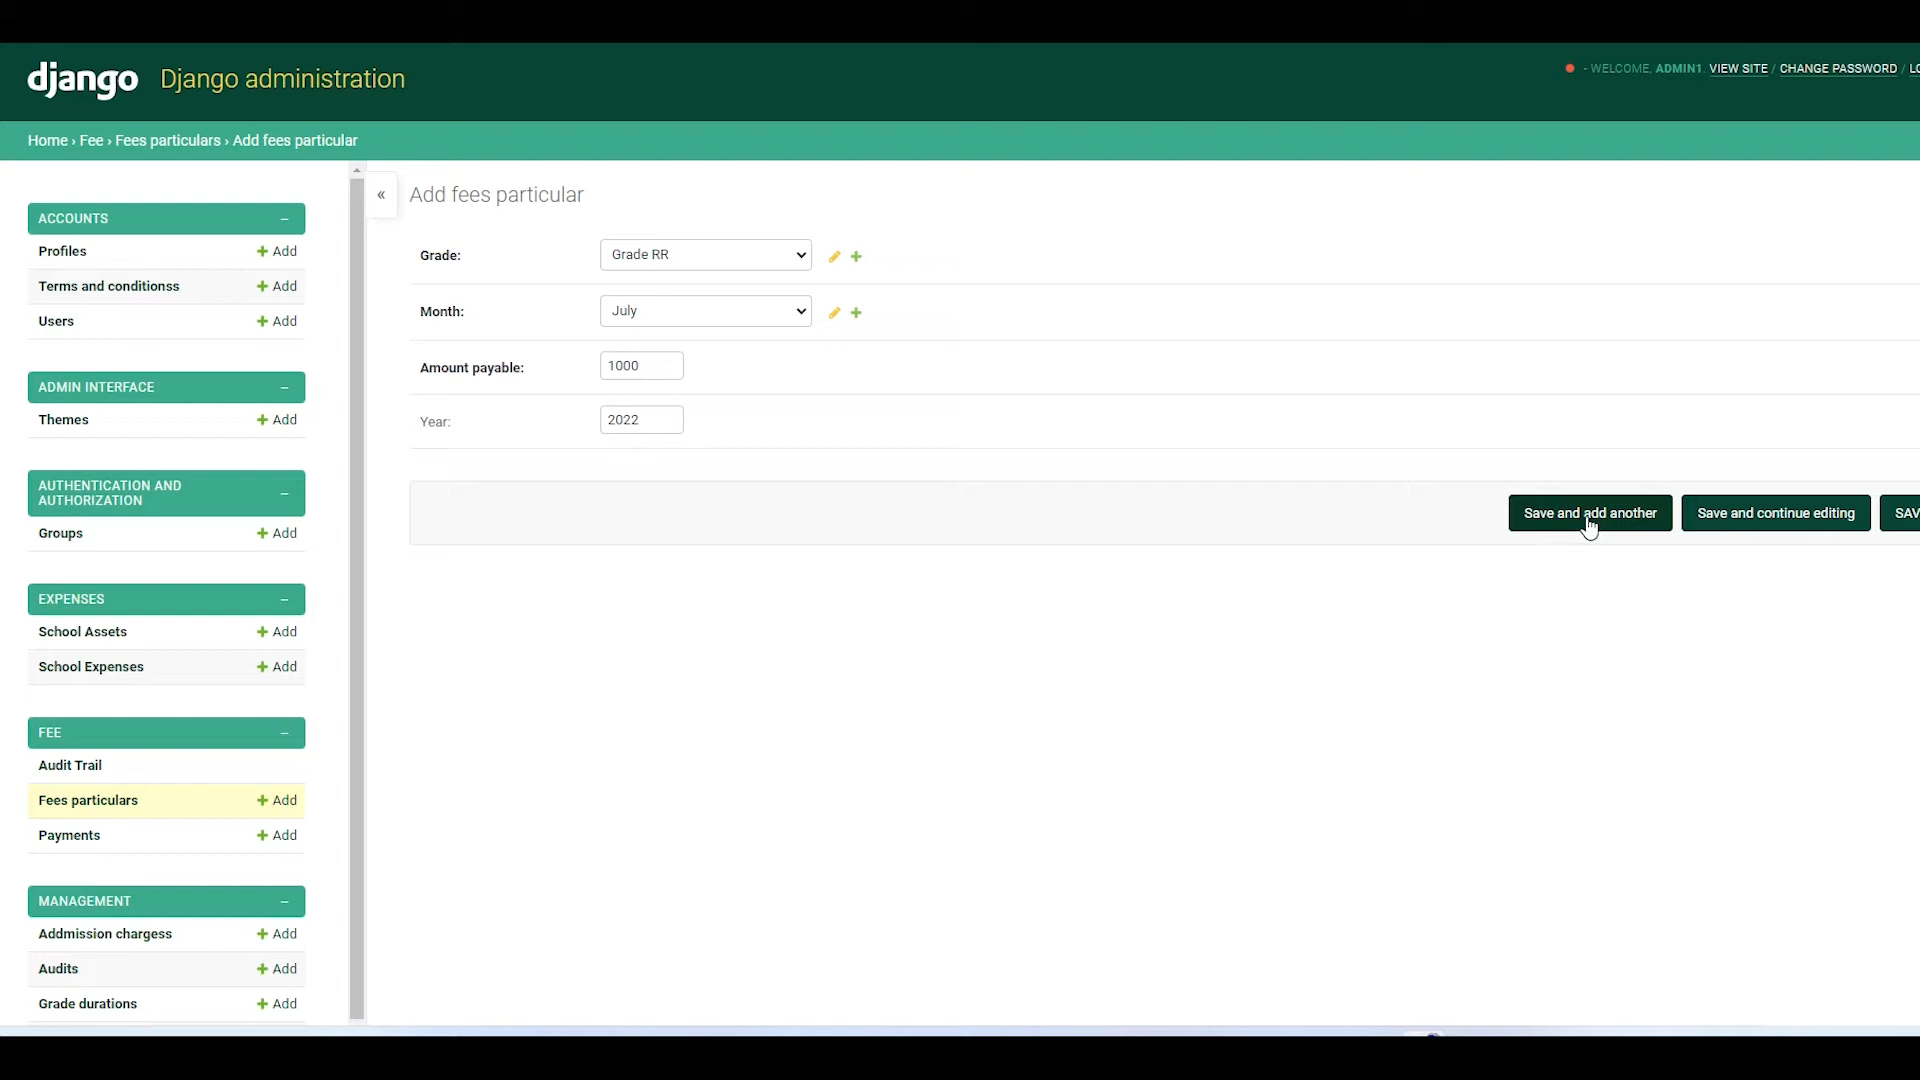 django Django administration
- WELCOME, ADMIN1. VIEW SITE / CHANGE PASSWORD /
Home › Fee › Fees particulars › Add fees particular
«
Add fees particular
ACCOUNTS –
Profiles + Add
Terms and conditionss + Add
Users + Add
ADMIN INTERFACE –
Themes + Add
AUTHENTICATION AND
AUTHORIZATION –
Groups + Add
EXPENSES –
School Assets + Add
School Expenses + Add
FEE –
Audit Trail
Fees particulars + Add
Payments + Add
MANAGEMENT –
Addmission chargess + Add
Audits + Add
Grade durations + Add
Grade: Grade RR
Month: July
Amount payable: 1000
Year: 2022
Save and add another Save and continue editing